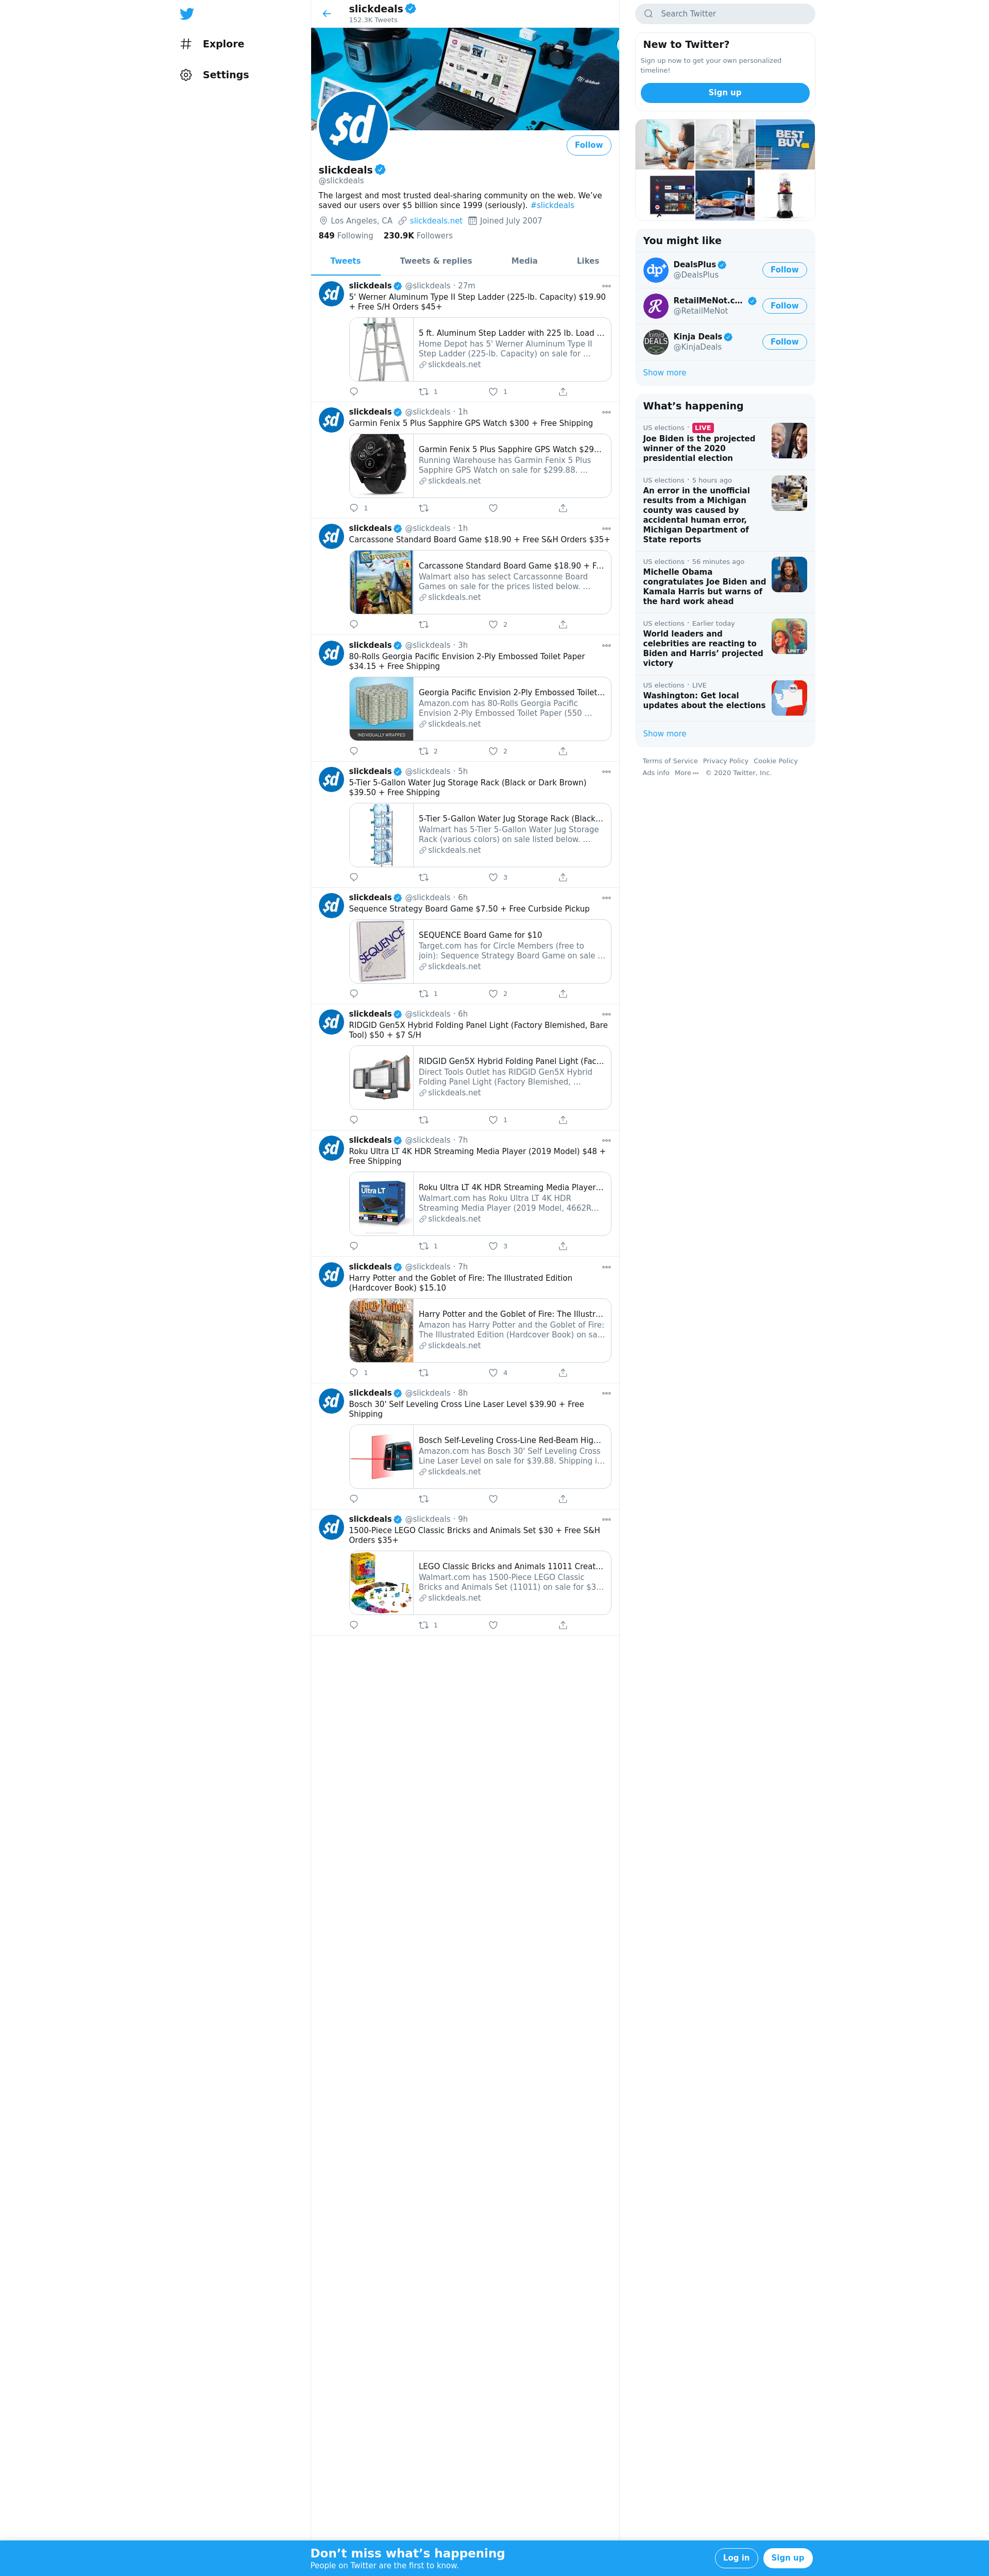 Explore
Settings
slickdeals
152.3K Tweets
$d
Follow
slickdeals
@slickdeals
The largest and most trusted deal-sharing community on the web. We've
saved our users over $5 billion since 1999 (seriously). #slickdeals
Los Angeles, CA slickdeals.net Joined July 2007
849 Following 230.9K Followers
Tweets Tweets & replies Media Likes
$d
slickdeals @slickdeals · 27m
5' Werner Aluminum Type II Step Ladder (225-lb. Capacity) $19.90
+ Free S/H Orders $45+
5 ft. Aluminum Step Ladder with 225 lb. Load ...
Home Depot has 5' Werner Aluminum Type II
Step Ladder (225-lb. Capacity) on sale for ...
slickdeals.net
1 1
$d
slickdeals @slickdeals · 1h
Garmin Fenix 5 Plus Sapphire GPS Watch $300 + Free Shipping
Garmin Fenix 5 Plus Sapphire GPS Watch $29...
Running Warehouse has Garmin Fenix 5 Plus
Sapphire GPS Watch on sale for $299.88. ...
slickdeals.net
1
$d
slickdeals @slickdeals · 1h
Carcassone Standard Board Game $18.90 + Free S&H Orders $35+
Carcassone Standard Board Game $18.90 + F...
Walmart also has select Carcassonne Board
Games on sale for the prices listed below. ...
slickdeals.net
2
$d
slickdeals @slickdeals · 3h
80-Rolls Georgia Pacific Envision 2-Ply Embossed Toilet Paper
$34.15 + Free Shipping
INDIVIDUALLY WRAPPED
Georgia Pacific Envision 2-Ply Embossed Toilet...
Amazon.com has 80-Rolls Georgia Pacific
Envision 2-Ply Embossed Toilet Paper (550 ...
slickdeals.net
2 2
$d
slickdeals @slickdeals · 5h
5-Tier 5-Gallon Water Jug Storage Rack (Black or Dark Brown)
$39.50 + Free Shipping
5-Tier 5-Gallon Water Jug Storage Rack (Black...
Walmart has 5-Tier 5-Gallon Water Jug Storage
Rack (various colors) on sale listed below. ...
slickdeals.net
3
$d
slickdeals @slickdeals · 6h
Sequence Strategy Board Game $7.50 + Free Curbside Pickup
SEQUENCE
SEQUENCE Board Game for $10
Target.com has for Circle Members (free to
join): Sequence Strategy Board Game on sale ...
slickdeals.net
1 2
$d
slickdeals @slickdeals · 6h
RIDGID Gen5X Hybrid Folding Panel Light (Factory Blemished, Bare
Tool) $50 + $7 S/H
RIDGID Gen5X Hybrid Folding Panel Light (Fac...
Direct Tools Outlet has RIDGID Gen5X Hybrid
Folding Panel Light (Factory Blemished, ...
slickdeals.net
1
$d
slickdeals @slickdeals · 7h
Roku Ultra LT 4K HDR Streaming Media Player (2019 Model) $48 +
Free Shipping
Ultra LT
Roku Ultra LT 4K HDR Streaming Media Player...
Walmart.com has Roku Ultra LT 4K HDR
Streaming Media Player (2019 Model, 4662R...
slickdeals.net
1 3
$d
slickdeals @slickdeals · 7h
Harry Potter and the Goblet of Fire: The Illustrated Edition
(Hardcover Book) $15.10
Harry Potter
Harry Potter and the Goblet of Fire: The Illustr...
Amazon has Harry Potter and the Goblet of Fire:
The Illustrated Edition (Hardcover Book) on sa...
slickdeals.net
1 4
$d
slickdeals @slickdeals · 8h
Bosch 30' Self Leveling Cross Line Laser Level $39.90 + Free
Shipping
Bosch Self-Leveling Cross-Line Red-Beam Hig...
Amazon.com has Bosch 30' Self Leveling Cross
Line Laser Level on sale for $39.88. Shipping i...
slickdeals.net
$d
slickdeals @slickdeals · 9h
1500-Piece LEGO Classic Bricks and Animals Set $30 + Free S&H
Orders $35+
LEGO Classic Bricks and Animals 11011 Creat...
Walmart.com has 1500-Piece LEGO Classic
Bricks and Animals Set (11011) on sale for $3...
slickdeals.net
1
Search Twitter
New to Twitter?
Sign up now to get your own personalized
timeline!
Sign up
BEST
BUY
You might like
dp
DealsPlus
@DealsPlus
Follow
R
RetailMeNot.c...
@RetailMeNot
Follow
DEALS
Kinja Deals
@KinjaDeals
Follow
Show more
What's happening
US elections · LIVE
Joe Biden is the projected
winner of the 2020
presidential election
US elections · 5 hours ago
An error in the unofficial
results from a Michigan
county was caused by
accidental human error,
Michigan Department of
State reports
US elections · 56 minutes ago
Michelle Obama
congratulates Joe Biden and
Kamala Harris but warns of
the hard work ahead
US elections · Earlier today
World leaders and
celebrities are reacting to
Biden and Harris' projected
victory
US elections · LIVE
Washington: Get local
updates about the elections
Show more
Terms of Service Privacy Policy Cookie Policy
Ads info More ··· © 2020 Twitter, Inc.
Don't miss what's happening
People on Twitter are the first to know.
Log in
Sign up